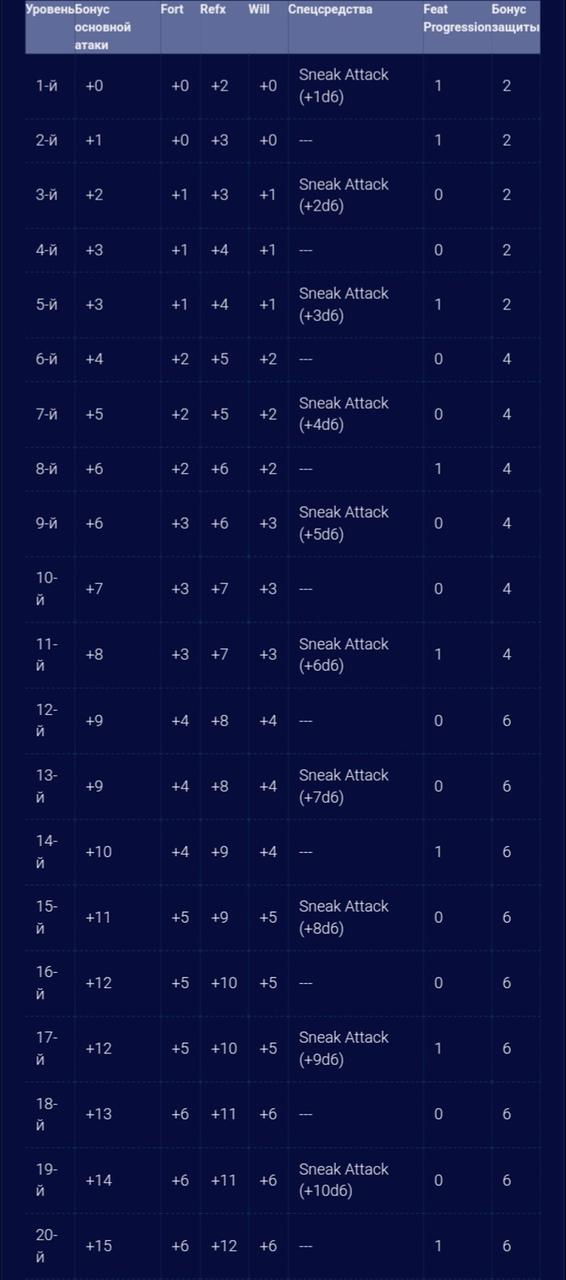 Уровень Бонус основной атаки Fort Refx Will Спецсредства Feat Progression Бонус защиты
1-й +0 +0 +2 +0 Sneak Attack (+1d6) 1 2
2-й +1 +0 +3 +0 --- 1 2
3-й +2 +1 +3 +1 Sneak Attack (+2d6) 0 2
4-й +3 +1 +4 +1 --- 0 2
5-й +3 +1 +4 +1 Sneak Attack (+3d6) 1 2
6-й +4 +2 +5 +2 --- 0 4
7-й +5 +2 +5 +2 Sneak Attack (+4d6) 0 4
8-й +6 +2 +6 +2 --- 1 4
9-й +6 +3 +6 +3 Sneak Attack (+5d6) 0 4
10-й +7 +3 +7 +3 --- 0 4
11-й +8 +3 +7 +3 Sneak Attack (+6d6) 1 4
12-й +9 +4 +8 +4 --- 0 6
13-й +9 +4 +8 +4 Sneak Attack (+7d6) 0 6
14-й +10 +4 +9 +4 --- 1 6
15-й +11 +5 +9 +5 Sneak Attack (+8d6) 0 6
16-й +12 +5 +10 +5 --- 0 6
17-й +12 +5 +10 +5 Sneak Attack (+9d6) 1 6
18-й +13 +6 +11 +6 --- 0 6
19-й +14 +6 +11 +6 Sneak Attack (+10d6) 0 6
20-й +15 +6 +12 +6 --- 1 6